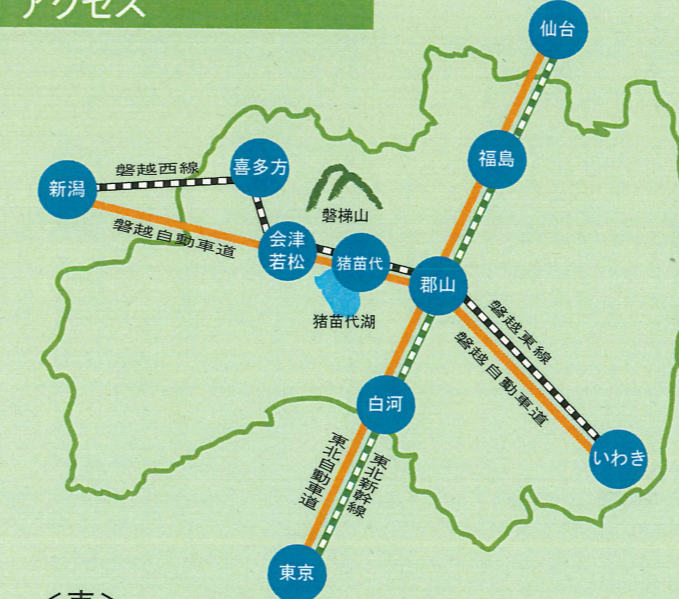 アクセス
仙台
福島
磐越西線
喜多方
新潟
磐梯山
磐越自動車道
会津
若松
猪苗代
郡山
猪苗代湖
磐越東線
磐越自動車道
白河
いわき
東北自動車道
東北新幹線
東京
<車>